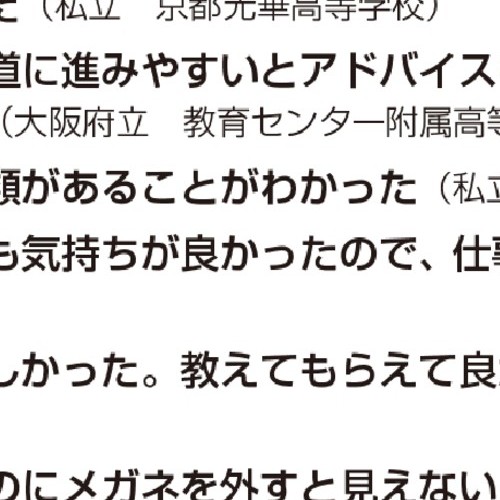 （私立　京都光華高等学校）
道に進みやすいとアドバイス
（大阪府立　教育センター附属高等
類があることがわかった（私立
も気持ちが良かったので、仕事
しかった。教えてもらえて良
のにメガネを外すと見えない